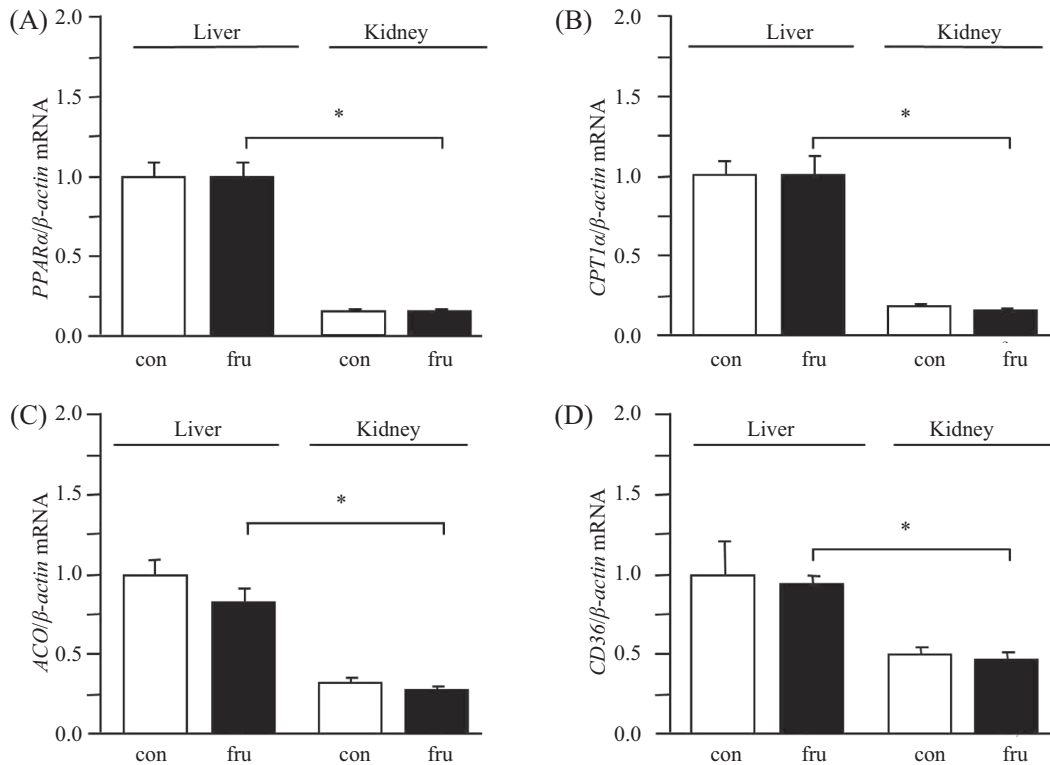 (A)
2.0
Liver Kidney
1.5
*
1.0
0.5
0.0
PPARα/β-actin mRNA
con fru con fru
(B)
2.0
Liver Kidney
1.5
*
1.0
0.5
0.0
CPT1α/β-actin mRNA
con fru con fru
(C)
2.0
Liver Kidney
1.5
*
1.0
0.5
0.0
ACO/β-actin mRNA
con fru con fru
(D)
2.0
Liver Kidney
1.5
*
1.0
0.5
0.0
CD36/β-actin mRNA
con fru con fru